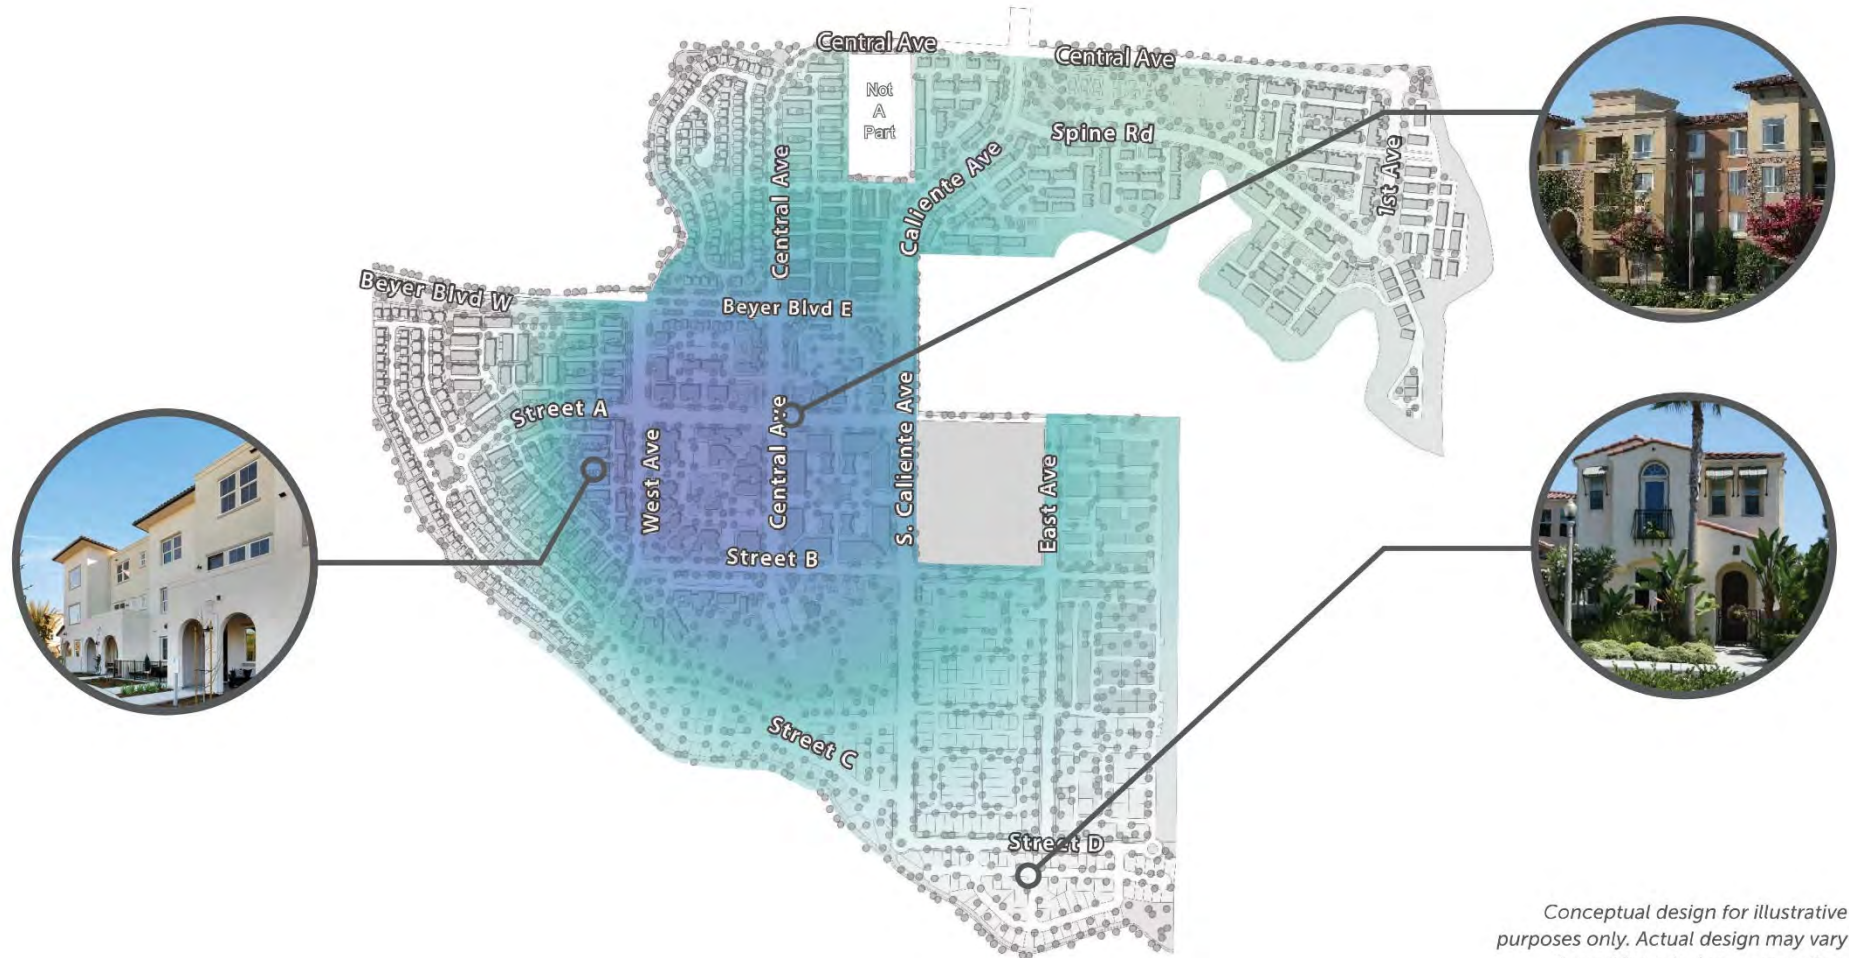 Central Ave
Central Ave
Not
A
Part
Spine Rd
Central Ave
Caliente Ave
1st Ave
Beyer Blvd W
Beyer Blvd E
Street A
West Ave
Central Ave
S. Caliente Ave
East Ave
Street B
Street C
Street D
Conceptual design for illustrative
purposes only. Actual design may vary